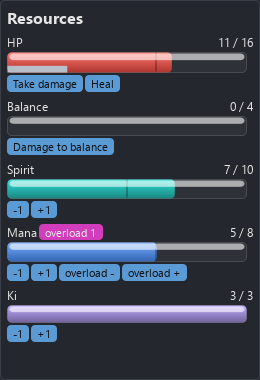 Resources
HP 11 / 16
Take damage Heal
Balance 0 / 4
Damage to balance
Spirit 7 / 10
-1 +1
Mana overload 1 5 / 8
-1 +1 overload - overload +
Ki 3 / 3
-1 +1